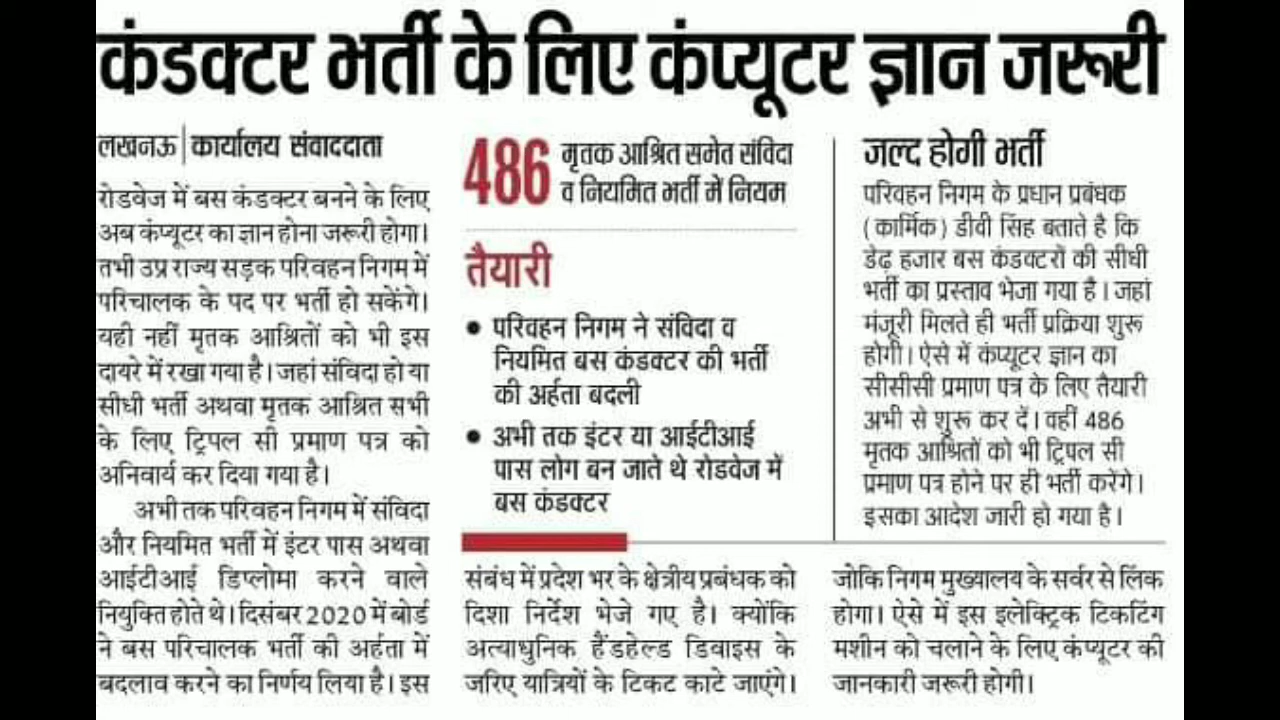 कंडक्टर भर्ती के लिए कंप्यूटर ज्ञान जरूरी
लखनऊ | कार्यालय संवाददाता
रोडवेज में बस कंडक्टर बनने के लिए
अब कंप्यूटर का ज्ञान होना जरूरी होगा।
तभी उप्र राज्य सड़क परिवहन निगम में
परिचालक के पद पर भर्ती हो सकेंगे।
यही नहीं मृतक आश्रितों को भी इस
दायरे में रखा गया है। जहां संविदा हो या
सीधी भर्ती अथवा मृतक आश्रित सभी
के लिए ट्रिपल सी प्रमाण पत्र को
अनिवार्य कर दिया गया है।
अभी तक परिवहन निगम में संविदा
और नियमित भर्ती में इंटर पास अथवा
आईटीआई डिप्लोमा करने वाले
नियुक्ति होते थे। दिसंबर 2020 में बोर्ड
ने बस परिचालक भर्ती की अर्हता में
बदलाव करने का निर्णय लिया है। इस
486 मृतक आश्रित समेत संविदा
व नियमित भर्ती में नियम
तैयारी
● परिवहन निगम ने संविदा व
नियमित बस कंडक्टर की भर्ती
की अर्हता बदली
● अभी तक इंटर या आईटीआई
पास लोग बन जाते थे रोडवेज में
बस कंडक्टर
संबंध में प्रदेश भर के क्षेत्रीय प्रबंधक को
दिशा निर्देश भेजे गए है। क्योंकि
अत्याधुनिक हैंडहेल्ड डिवाइस के
जरिए यात्रियों के टिकट काटे जाएंगे।
जल्द होगी भर्ती
परिवहन निगम के प्रधान प्रबंधक
(कार्मिक) डीवी सिंह बताते है कि
डेढ़ हजार बस कंडक्टरों की सीधी
भर्ती का प्रस्ताव भेजा गया है। जहां
मंजूरी मिलते ही भर्ती प्रक्रिया शुरू
होगी। ऐसे में कंप्यूटर ज्ञान का
सीसीसी प्रमाण पत्र के लिए तैयारी
अभी से शुरू कर दें। वहीं 486
मृतक आश्रितों को भी ट्रिपल सी
प्रमाण पत्र होने पर ही भर्ती करेंगे।
इसका आदेश जारी हो गया है।
जोकि निगम मुख्यालय के सर्वर से लिंक
होगा। ऐसे में इस इलेक्ट्रिक टिकटिंग
मशीन को चलाने के लिए कंप्यूटर की
जानकारी जरूरी होगी।